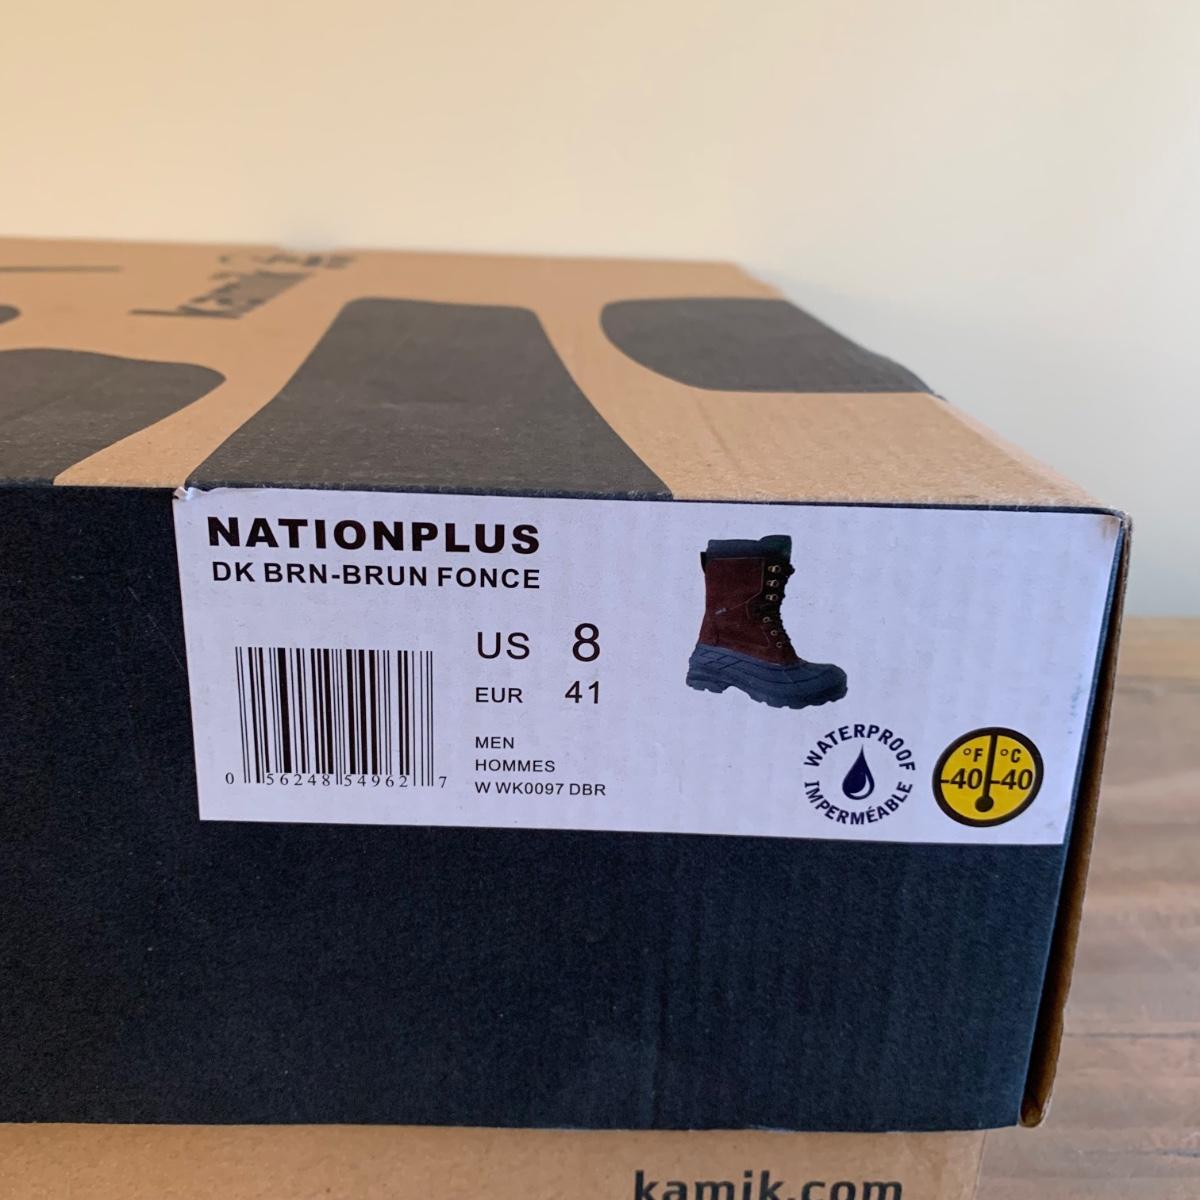 kamik
NATIONPLUS
DK BRN-BRUN FONCE
US 8
EUR 41
MEN
HOMMES
W WK0097 DBR
0 56248 54962 7
WATERPROOF
IMPERMÉABLE
°F °C
-40 -40
kamik.com